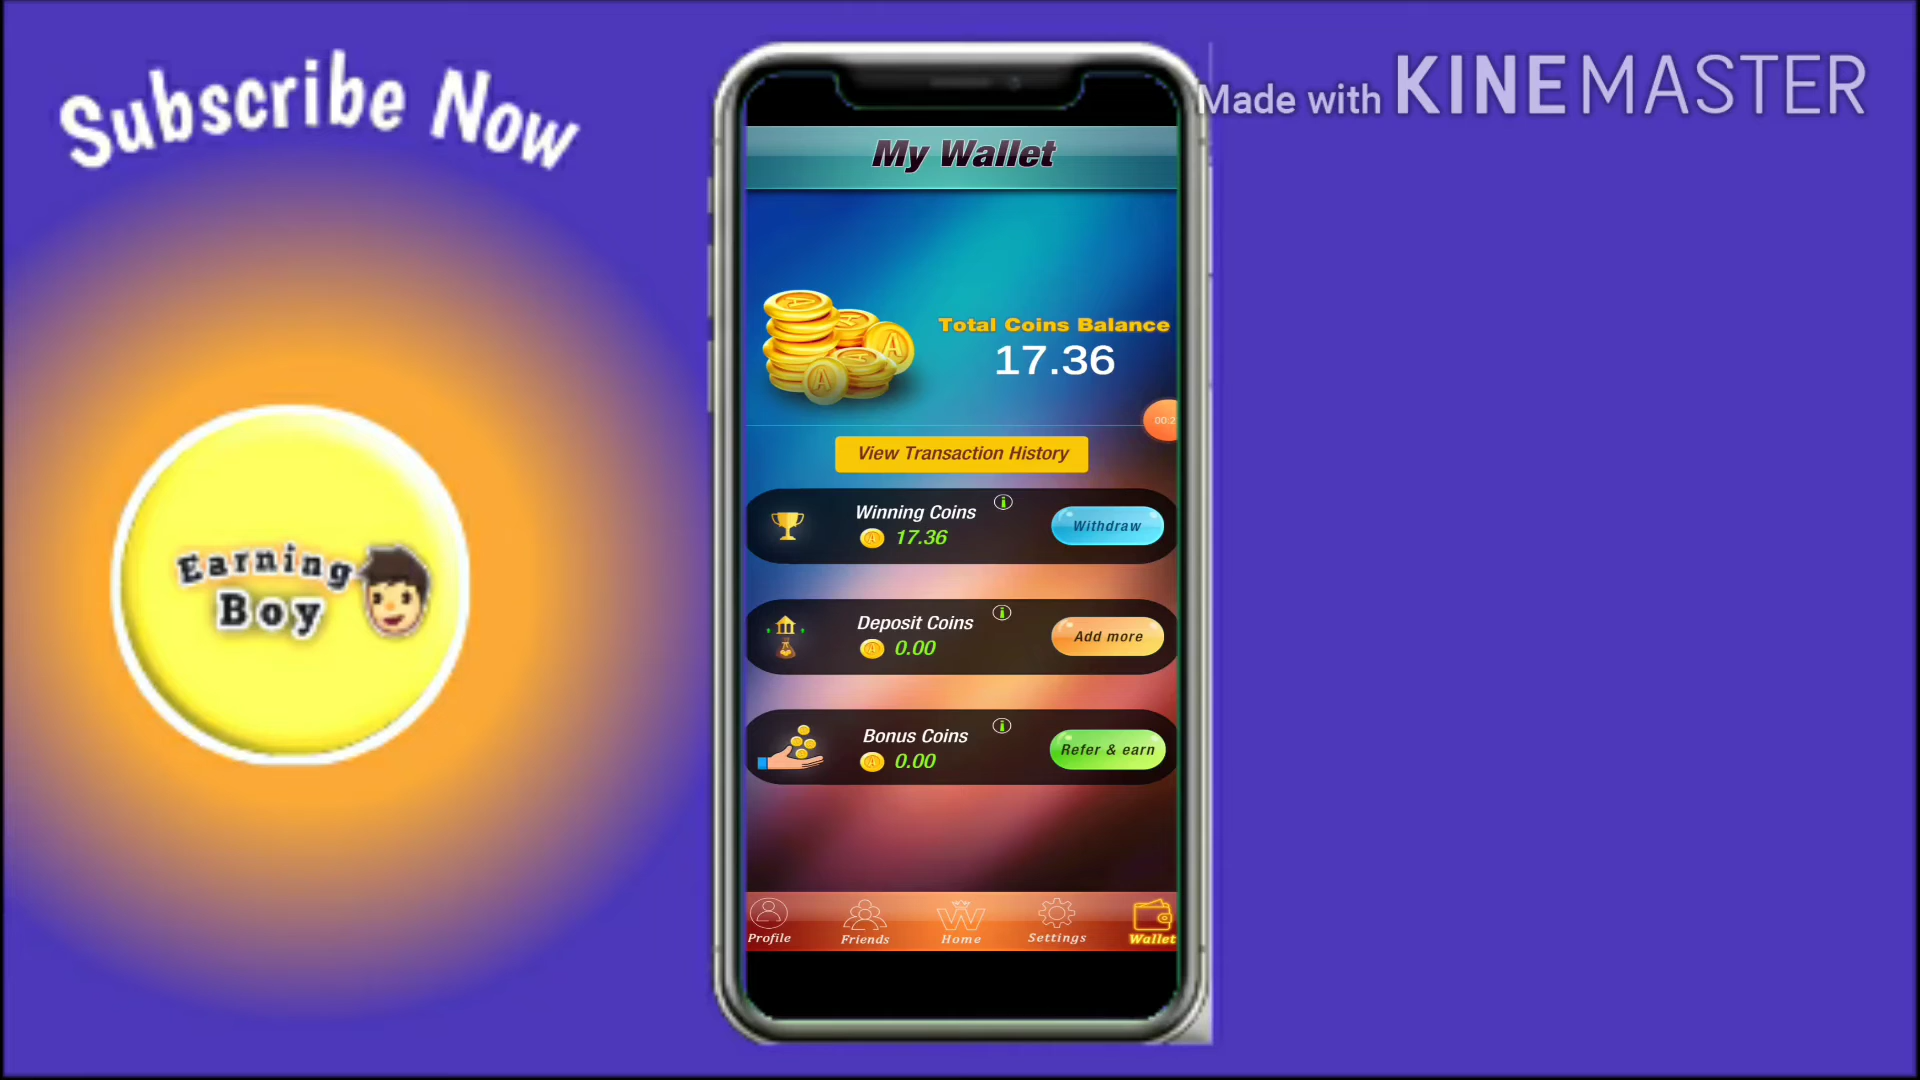 Subscribe Now
Made with KINEMASTER
My Wallet
Total Coins Balance
17.36
00:2
View Transaction History
Winning Coins
17.36
Withdraw
Deposit Coins
0.00
Add more
Bonus Coins
0.00
Refer & earn
Earning
Boy
Profile
Friends
Home
Settings
Wallet